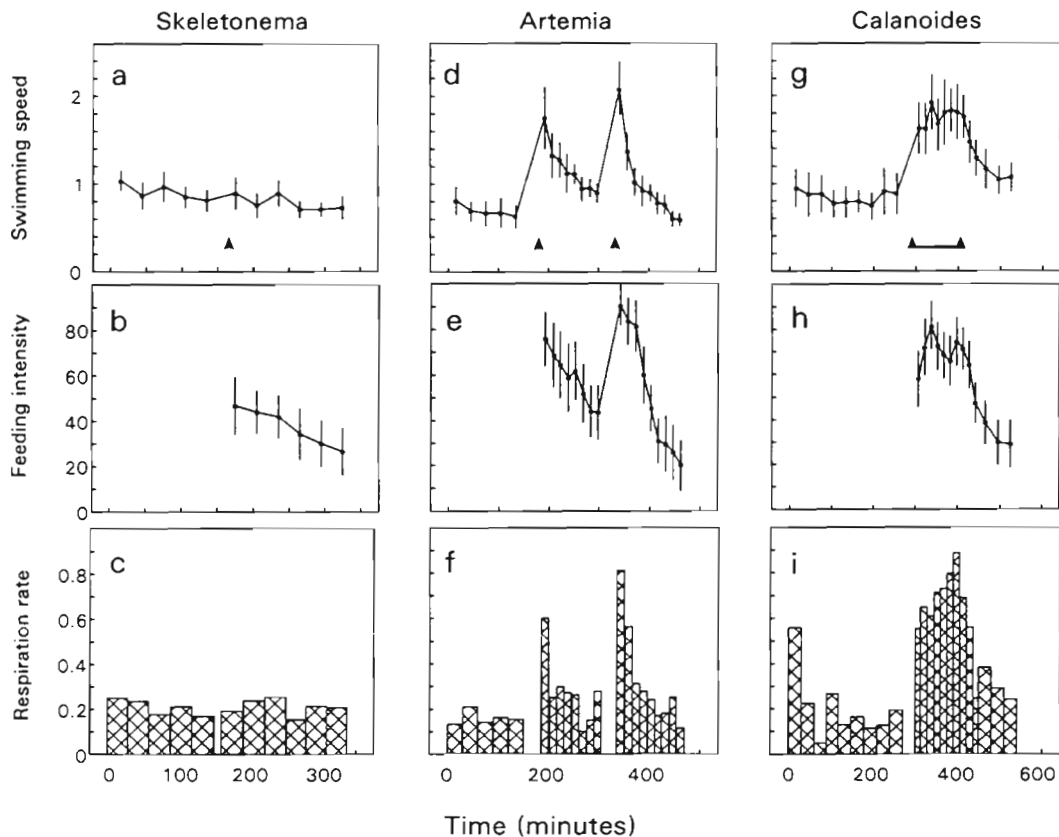 Skeletonema Artemia Calanoides
Swimming speed
a
d
g
2
1
0
Feeding intensity
b
e
h
80
60
40
20
0
Respiration rate
c
f
i
0.8
0.6
0.4
0.2
0
0 100 200 300
0 200 400
0 200 400 600
Time (minutes)